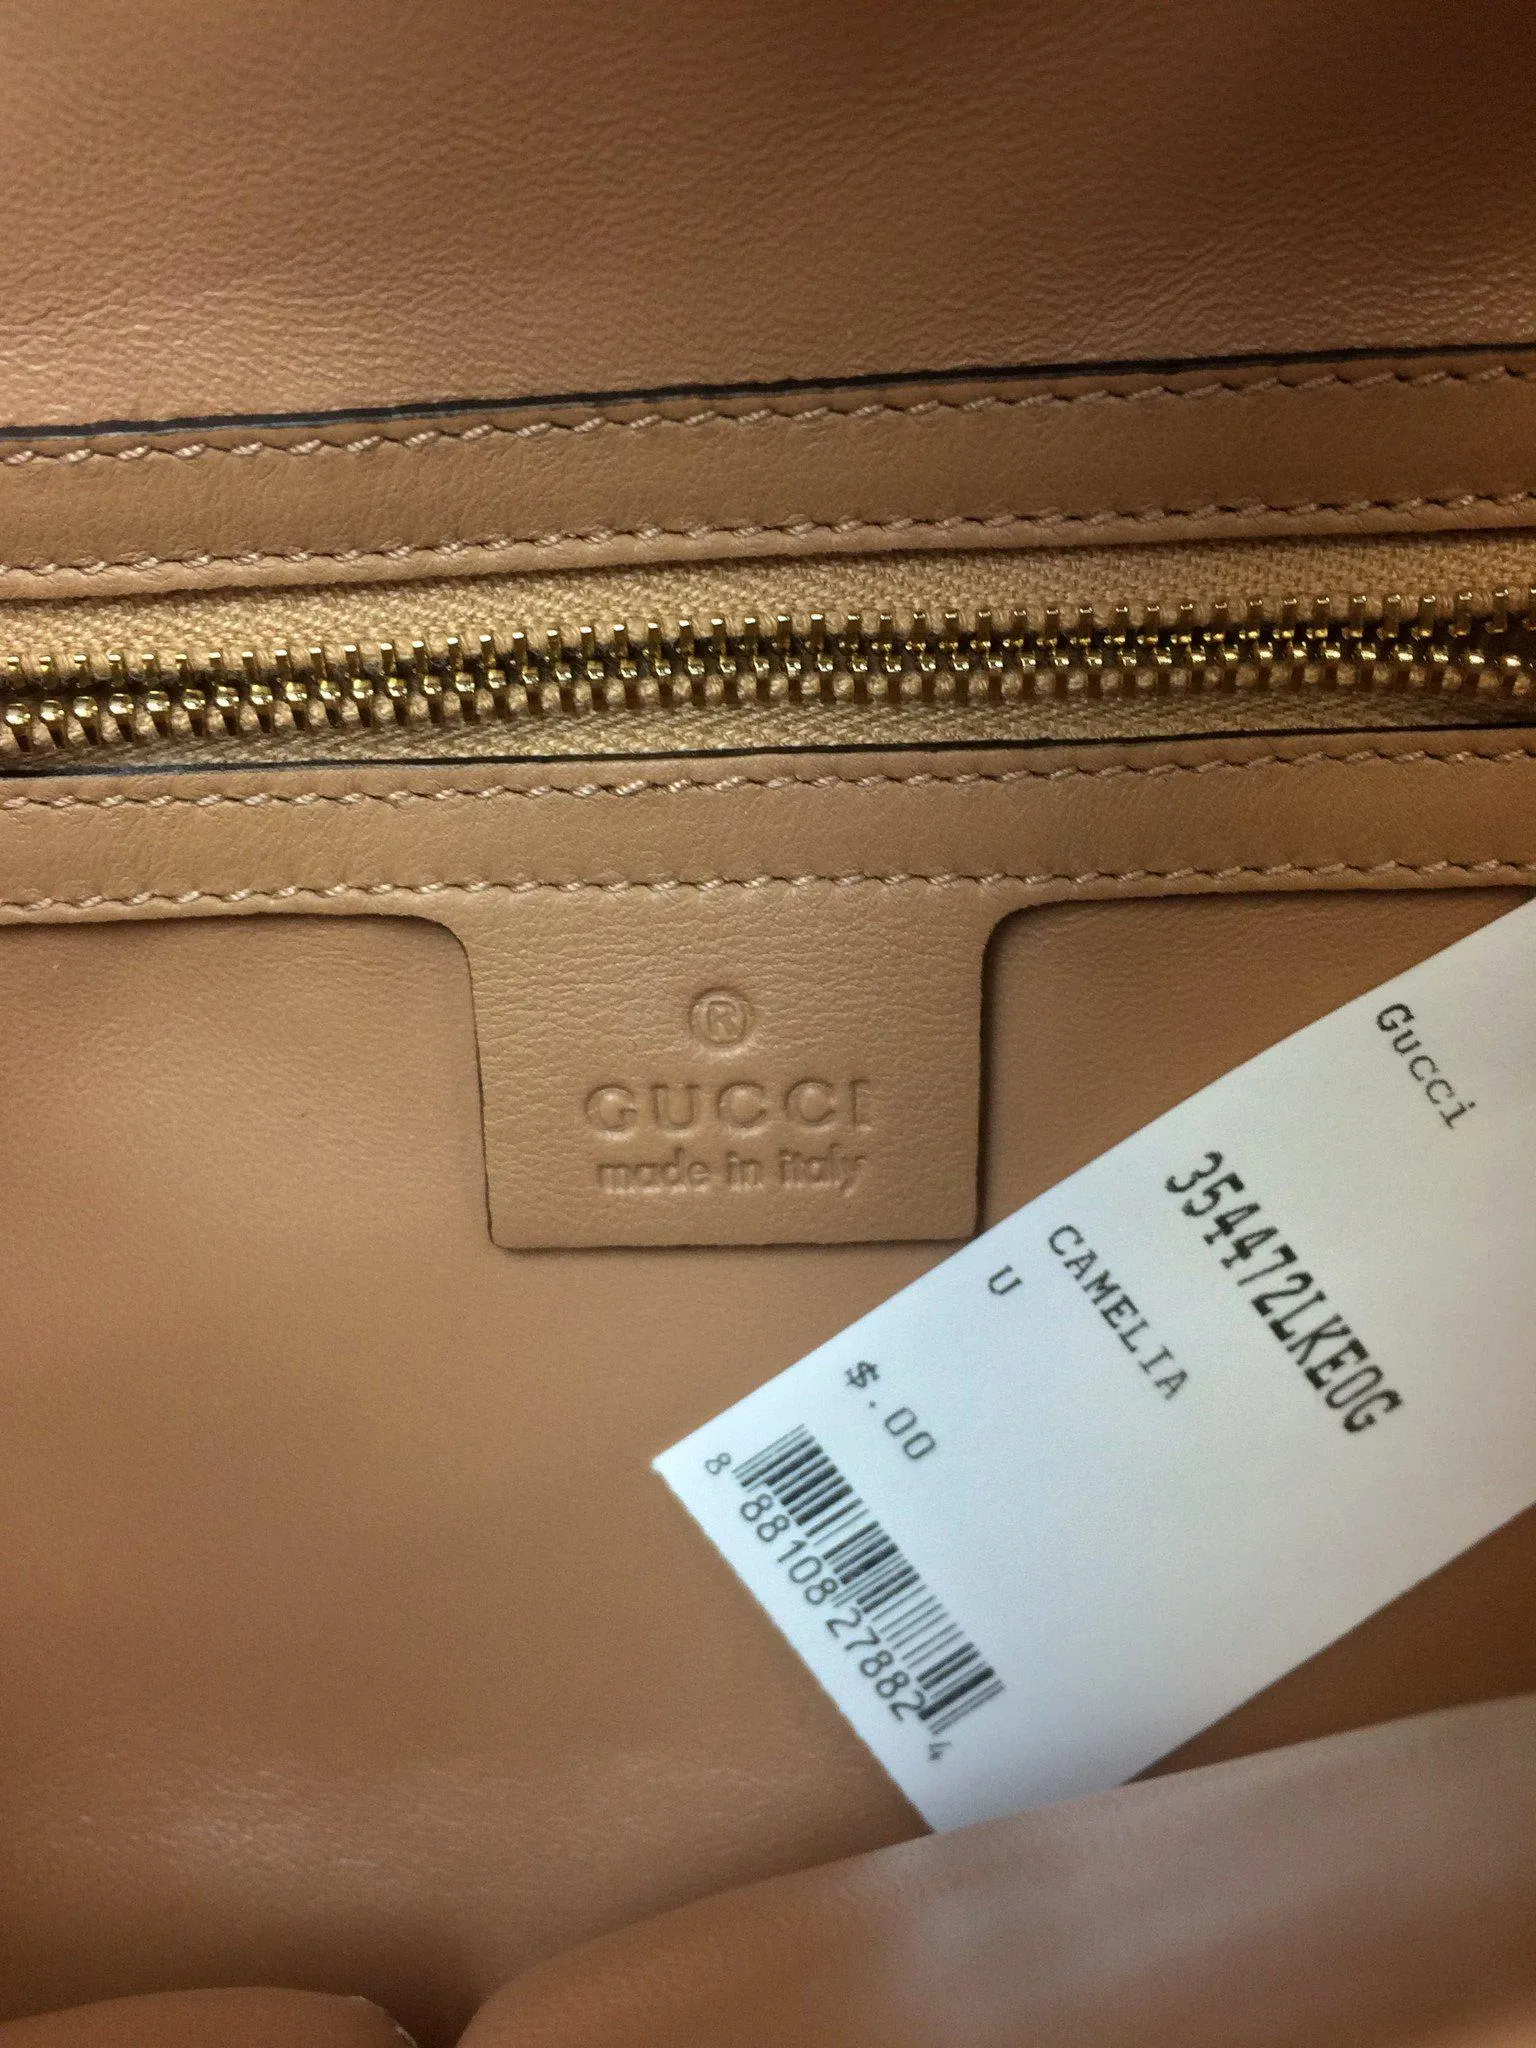 ®
GUCCI
made in italy
Gucci
354472LKE0G
CAMELIA
U
$.00
8 88108 27882 4